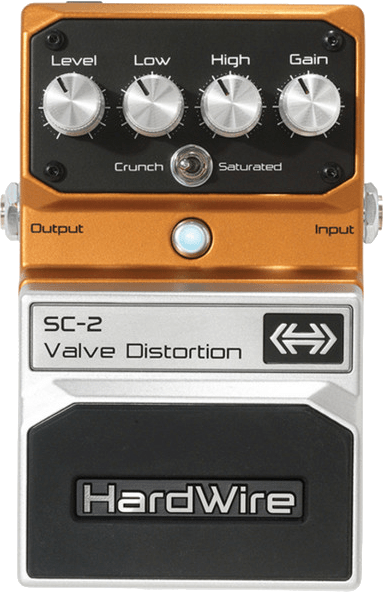 Level Low High Gain
Crunch Saturated
Output Input
SC-2
Valve Distortion
HardWire